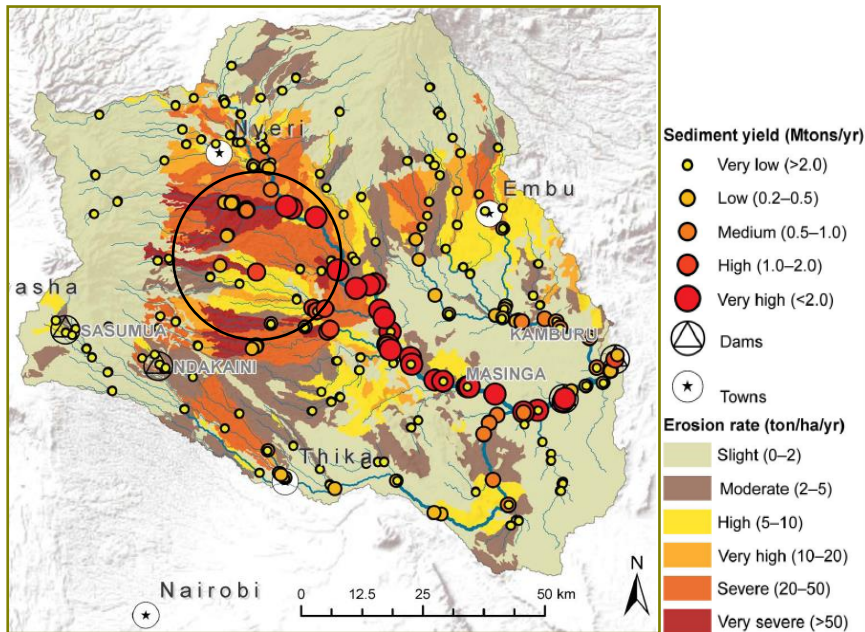 Nyeri
Embu
asha
SASUMUA
NDAKAINI
KAMBURU
MASINGA
Thika
Nairobi
0 12.5 25 50 km
N
Sediment yield (Mtons/yr)
Very low (>2.0)
Low (0.2–0.5)
Medium (0.5–1.0)
High (1.0–2.0)
Very high (<2.0)
Dams
Towns
Erosion rate (ton/ha/yr)
Slight (0–2)
Moderate (2–5)
High (5–10)
Very high (10–20)
Severe (20–50)
Very severe (>50)